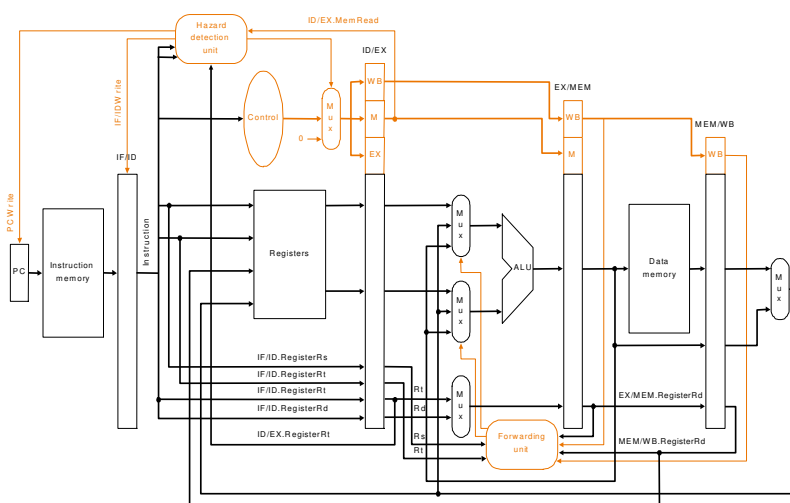 Hazard
detection
unit
ID/EX.MemRead
ID/EX
EX/MEM
MEM/WB
IF/IDWrite
PCWrite
Control
M
u
x
0
WB
M
EX
WB
M
WB
IF/ID
Instruction
PC
Instruction
memory
Registers
M
u
x
M
u
x
ALU
Data
memory
M
u
x
IF/ID.RegisterRs
IF/ID.RegisterRt
IF/ID.RegisterRt
IF/ID.RegisterRd
ID/EX.RegisterRt
Rt
Rd
M
u
x
Rs
Rt
Forwarding
unit
EX/MEM.RegisterRd
MEM/WB.RegisterRd